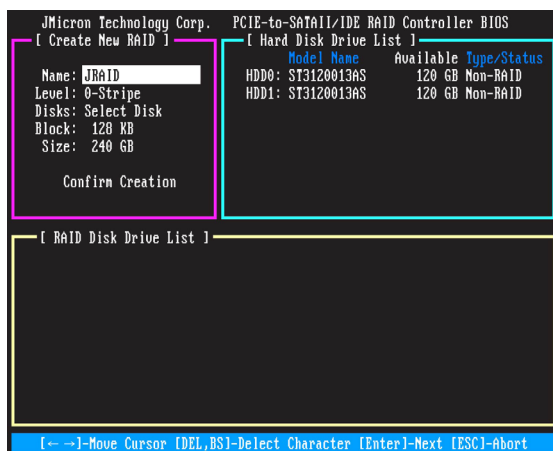 JMicron Technology Corp. PCIE-to-SATAII/IDE RAID Controller BIOS
[ Create New RAID ]
Name: JRAID
Level: 0-Stripe
Disks: Select Disk
Block: 128 KB
Size: 240 GB
Confirm Creation
[ Hard Disk Drive List ]
Model Name Available Type/Status
HDD0: ST3120013AS 120 GB Non-RAID
HDD1: ST3120013AS 120 GB Non-RAID
[ RAID Disk Drive List ]
[← →]-Move Cursor [DEL,BS]-Delect Character [Enter]-Next [ESC]-Abort